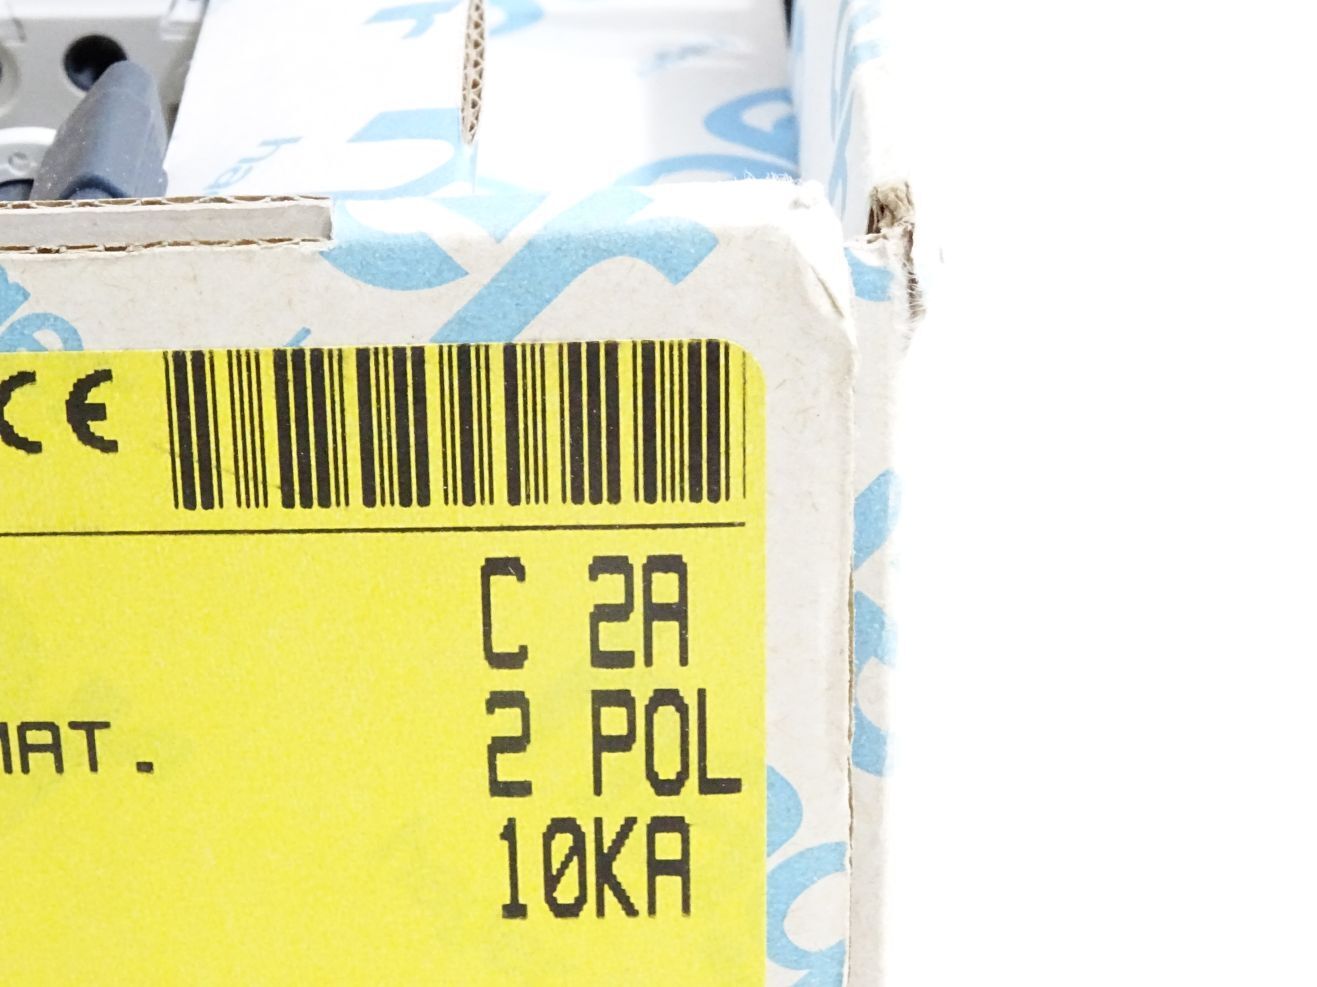 CE
C 2A
2 POL
MAT.
10KA